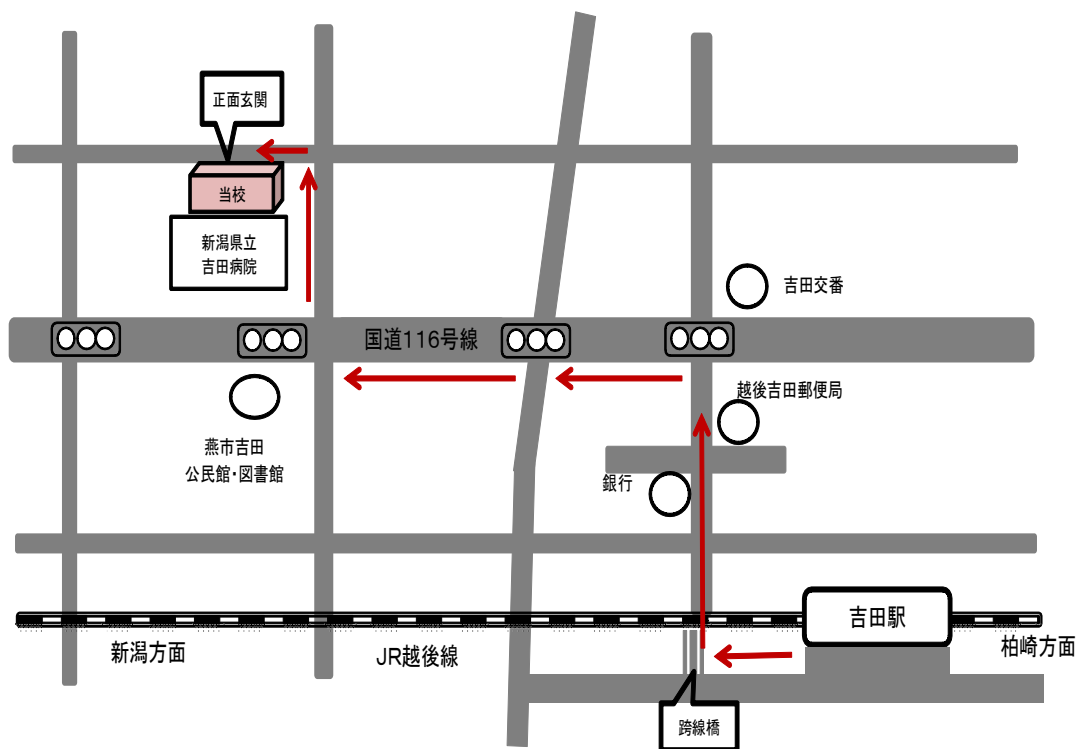 正面玄関
当校
新潟県立
吉田病院
吉田交番
国道116号線
越後吉田郵便局
燕市吉田
公民館・図書館
銀行
吉田駅
新潟方面
JR越後線
柏崎方面
跨線橋